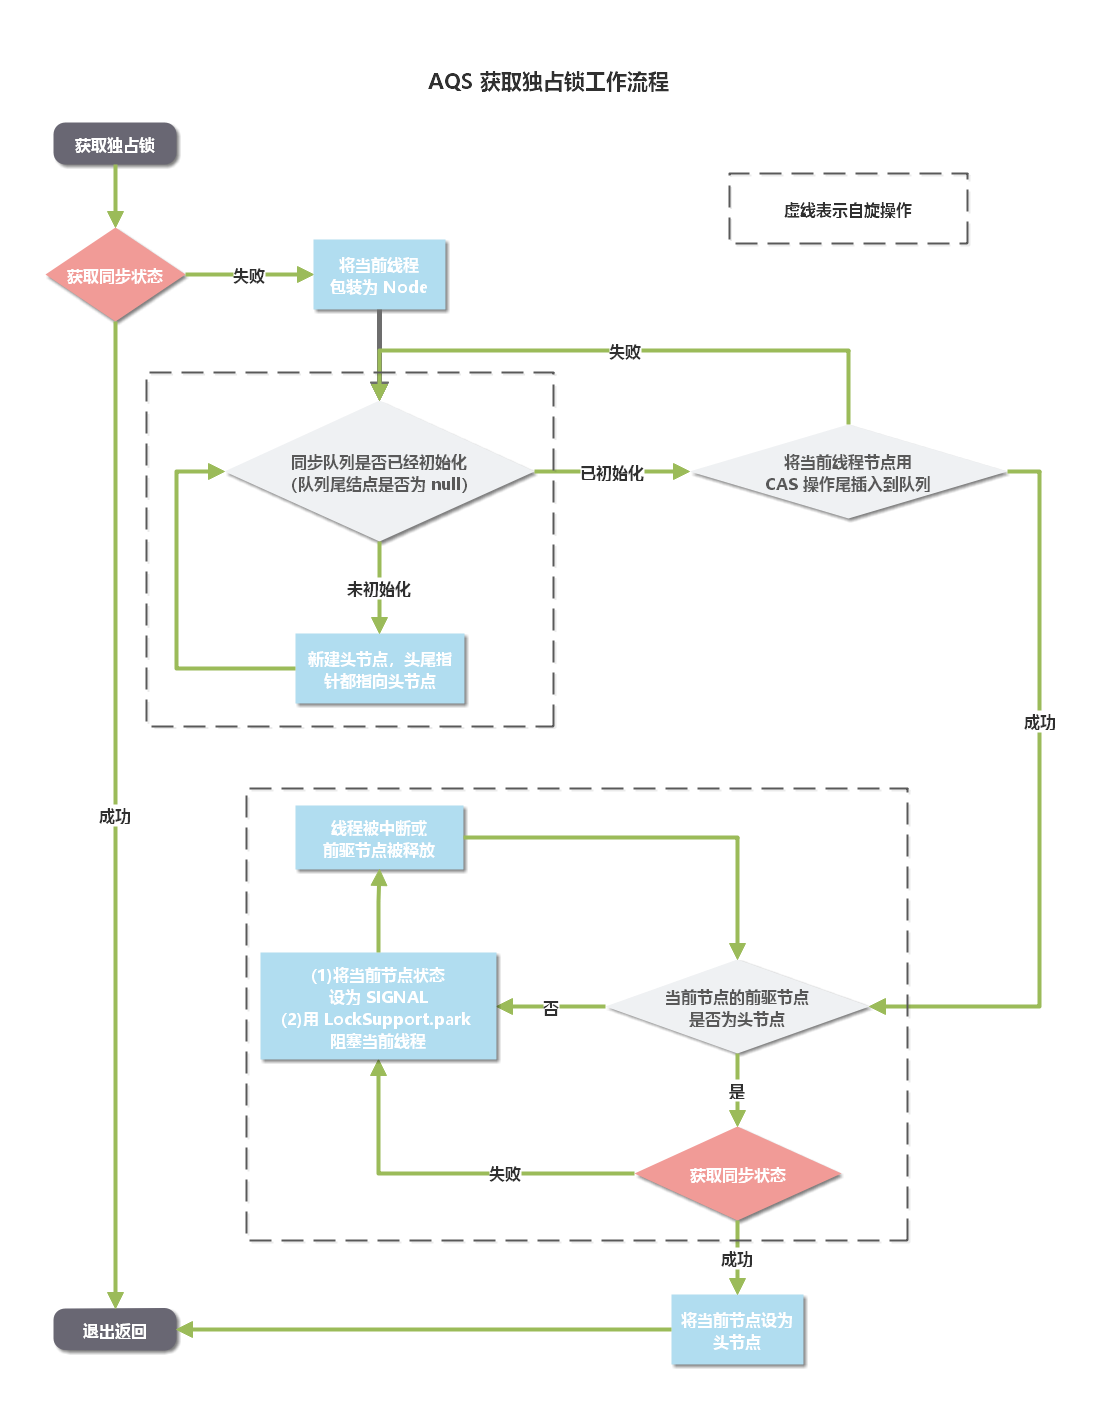 AQS 获取独占锁工作流程
获取独占锁
虚线表示自旋操作
获取同步状态
失败
将当前线程
包装为 Node
失败
同步队列是否已经初始化
（队列尾结点是否为 null）
已初始化
将当前线程节点用
CAS 操作尾插入到队列
未初始化
新建头节点，头尾指
针都指向头节点
成功
成功
线程被中断或
前驱节点被释放
(1)将当前节点状态
设为 SIGNAL
(2)用 LockSupport.park
阻塞当前线程
否
当前节点的前驱节点
是否为头节点
是
失败
获取同步状态
成功
将当前节点设为
头节点
退出返回